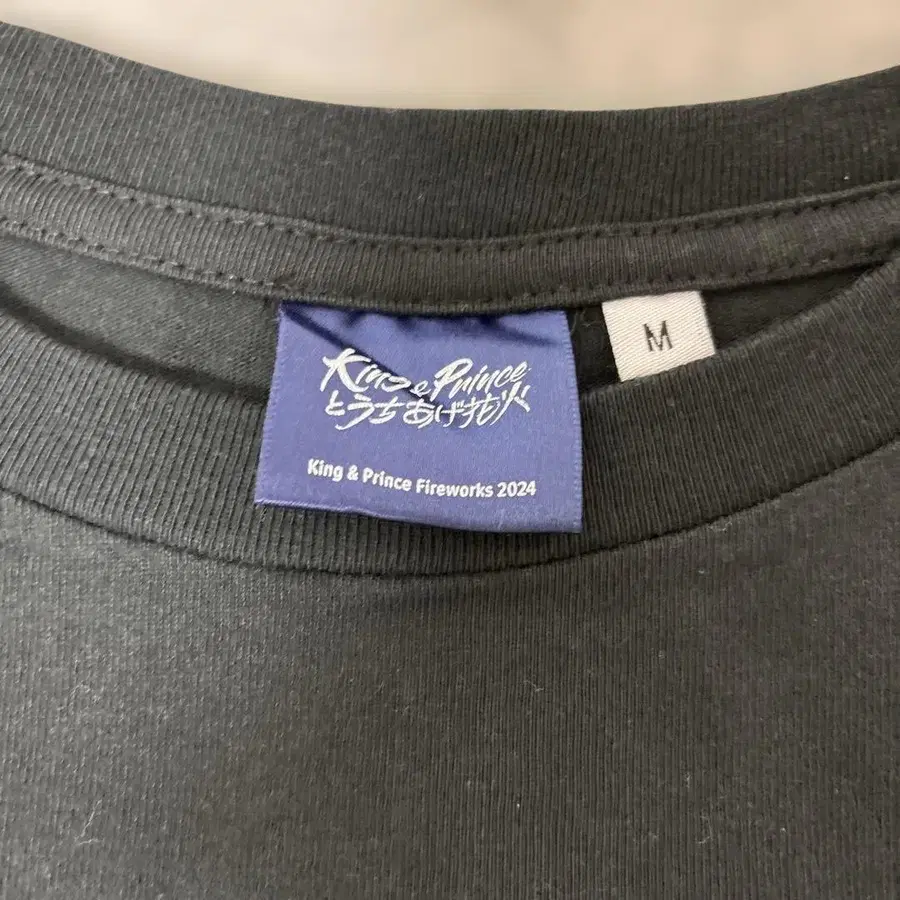 King & Prince
とうちあげ花火
King & Prince Fireworks 2024
M